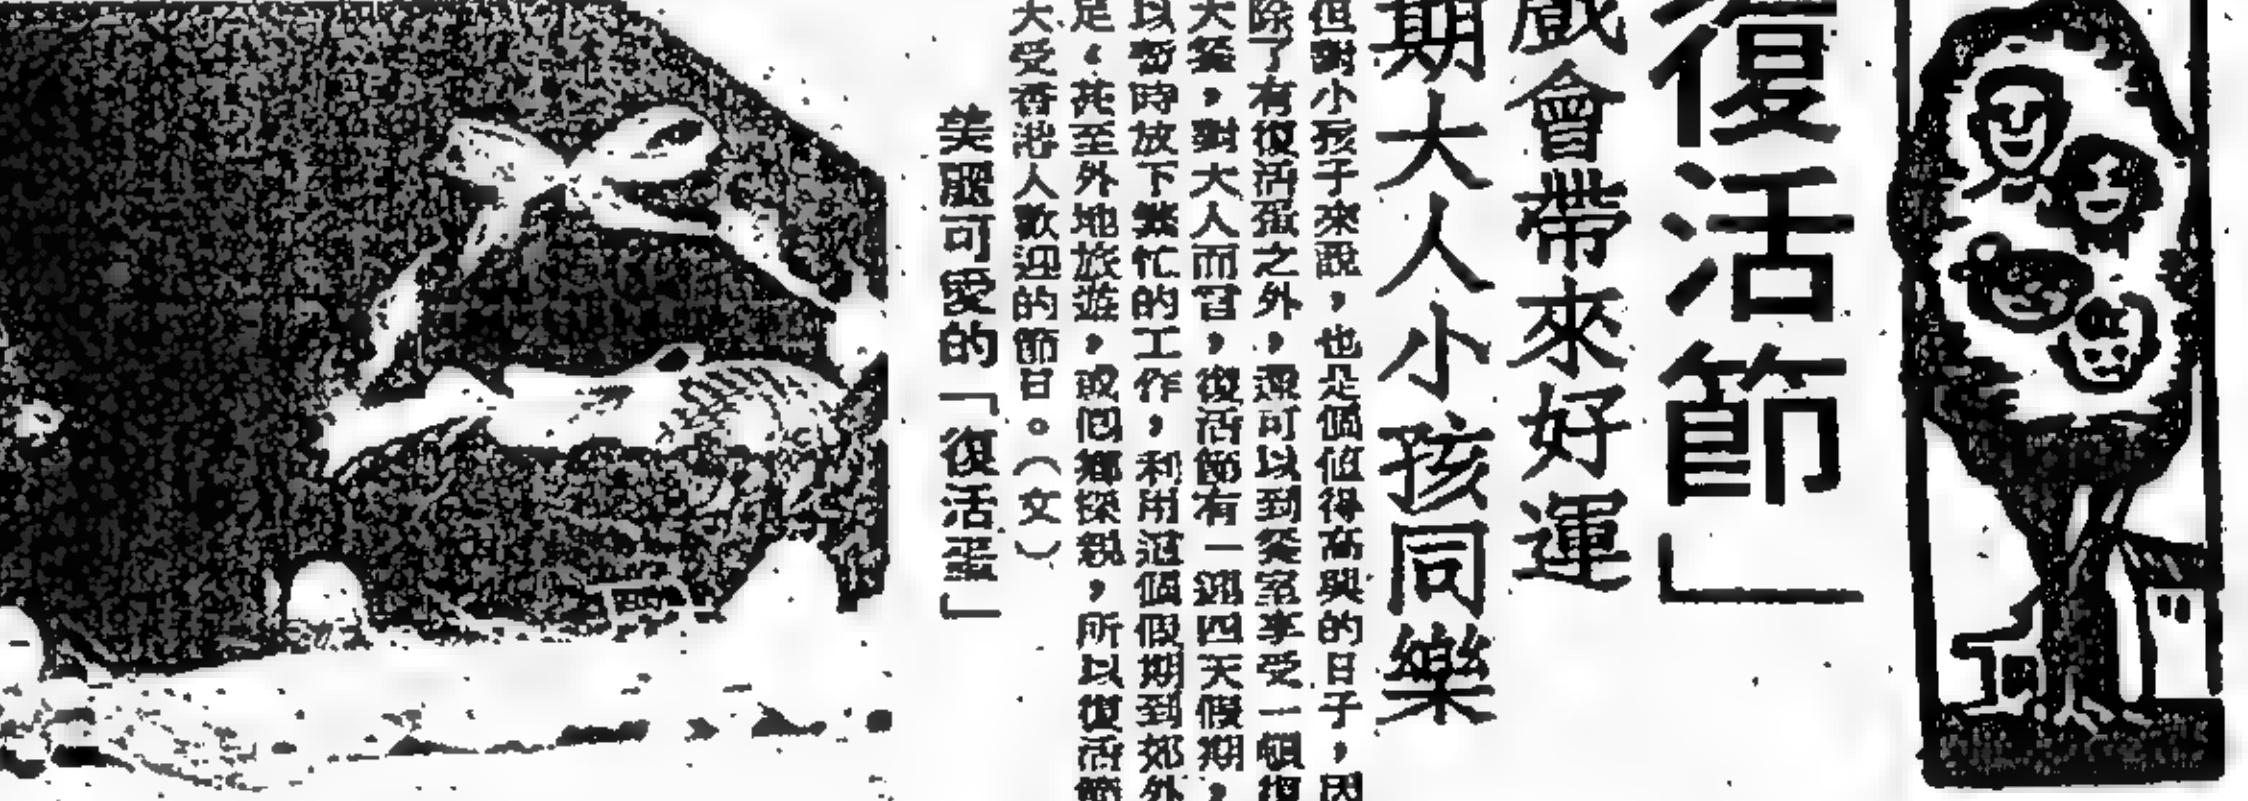 復活節」
戲會帶來好運
期大人小孩同樂
但對小孩子來說，也是個值得高興的日子，因
除了有復活蛋之外，還可以到餐室享受一頓復
大餐，對大人而言，復活節有一連四天假期，
以暫時放下繁忙的工作，利用這個假期到郊外
足，甚至外地旅遊，或回鄉探親，所以復活節
大受香港人歡迎的節日。（文）
美麗可愛的「復活蛋」